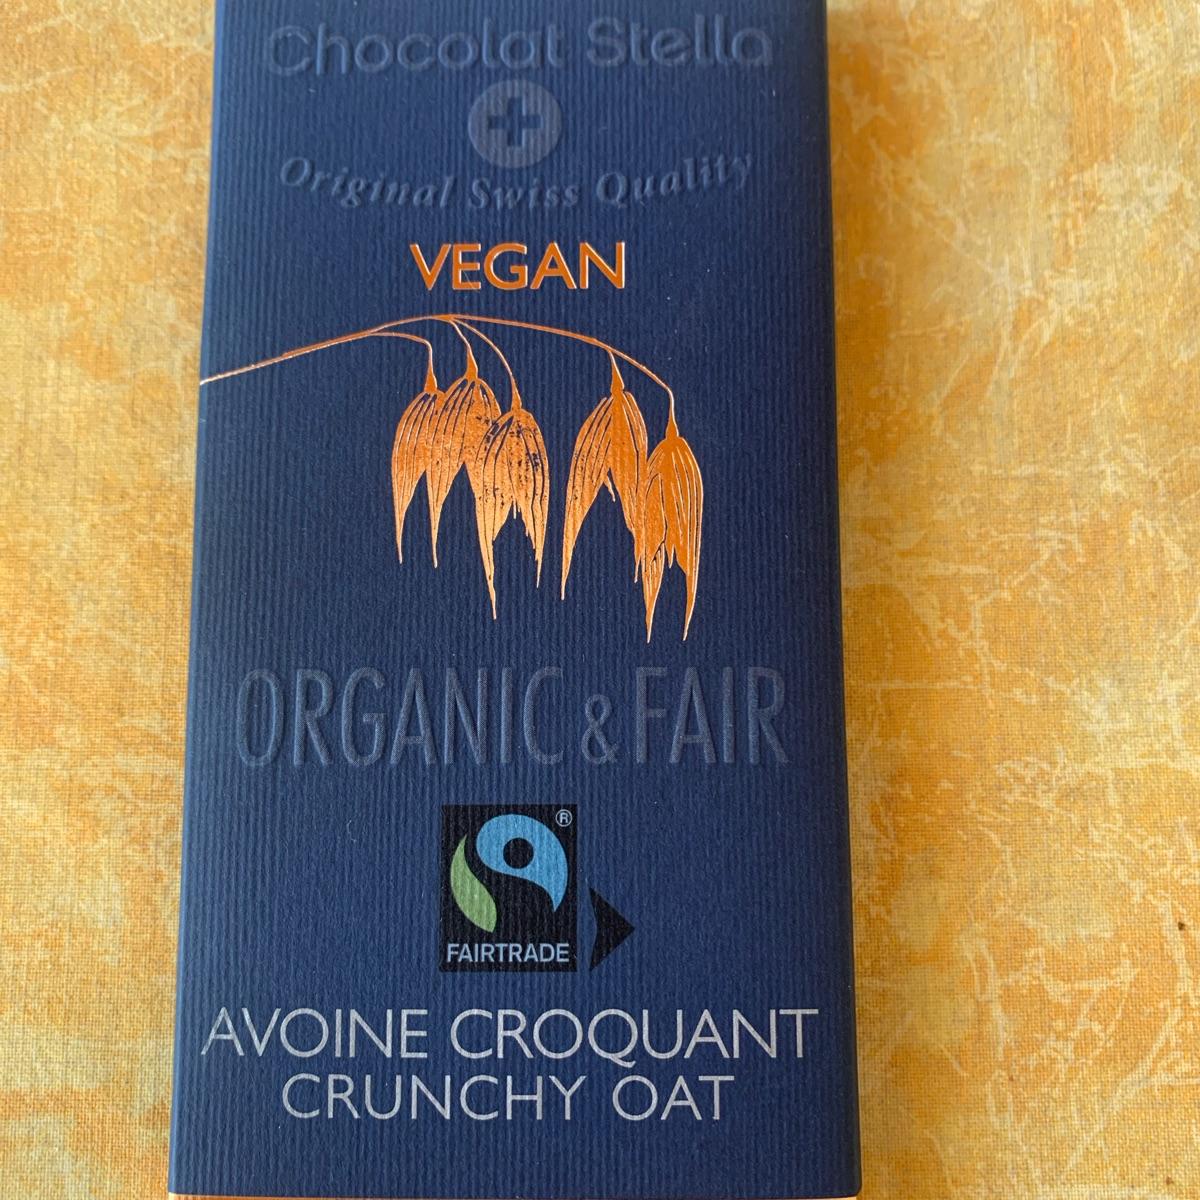 Chocolat Stella
Original Swiss Quality
VEGAN
ORGANIC & FAIR
®
FAIRTRADE
AVOINE CROQUANT
CRUNCHY OAT